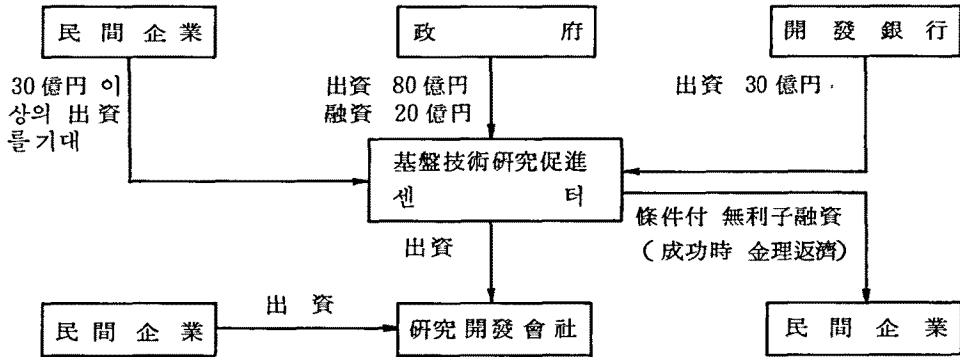 民間企業
政府
開發銀行
30億円 이
상의 出資
를기대
出資 80億円
融資 20億円
出資 30億円
基盤技術硏究促進
센터
條件付 無利子融資
(成功時 金理返濟)
出資
民間企業
出資
硏究開發會社
民間企業